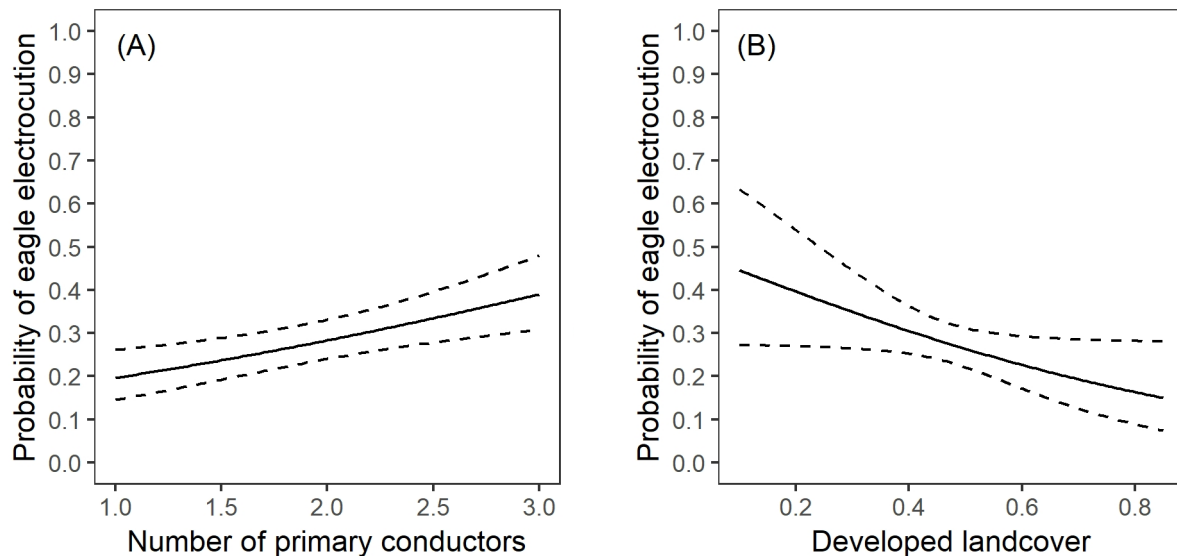 (A)
Probability of eagle electrocution
1.0
0.9
0.8
0.7
0.6
0.5
0.4
0.3
0.2
0.1
0.0
1.0 1.5 2.0 2.5 3.0
Number of primary conductors
(B)
Probability of eagle electrocution
1.0
0.9
0.8
0.7
0.6
0.5
0.4
0.3
0.2
0.1
0.0
0.2 0.4 0.6 0.8
Developed landcover